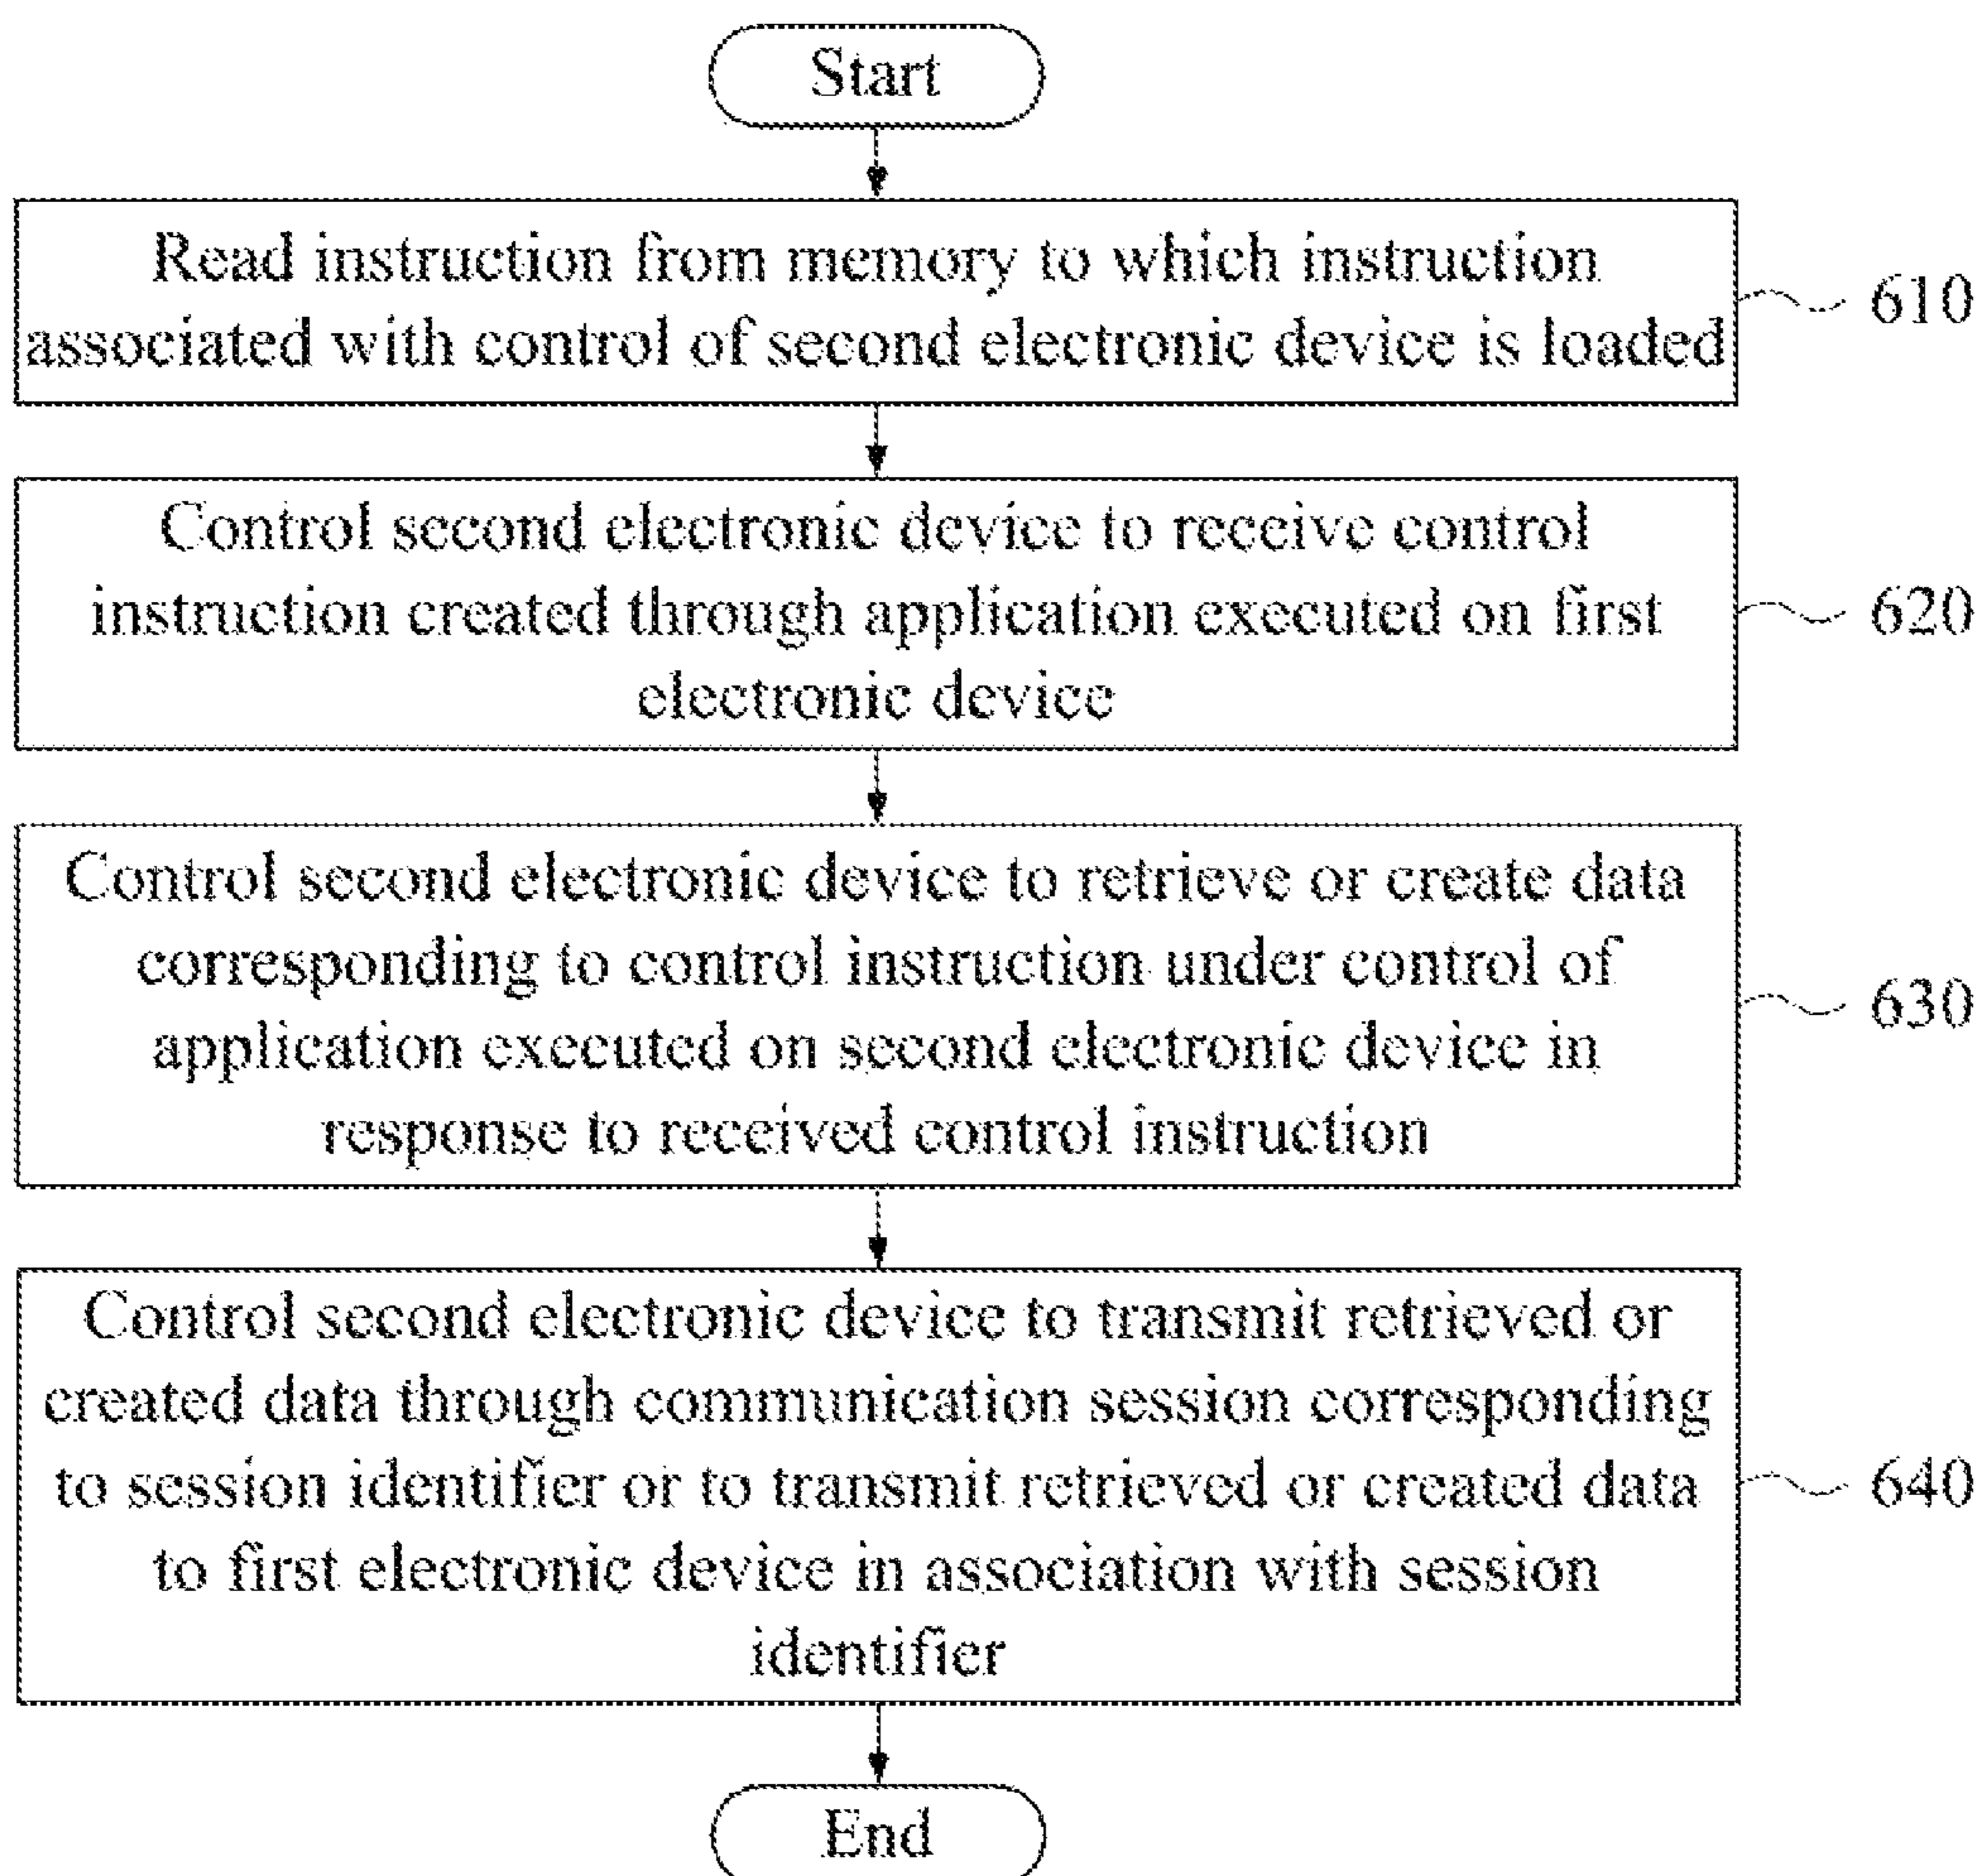 Start
Read instruction from memory to which instruction
associated with control of second electronic device is loaded
610
Control second electronic device to receive control
instruction created through application executed on first
electronic device
620
Control second electronic device to retrieve or create data
corresponding to control instruction under control of
application executed on second electronic device in
response to received control instruction
630
Control second electronic device to transmit retrieved or
created data through communication session corresponding
to session identifier or to transmit retrieved or created data
to first electronic device in association with session
identifier
640
End